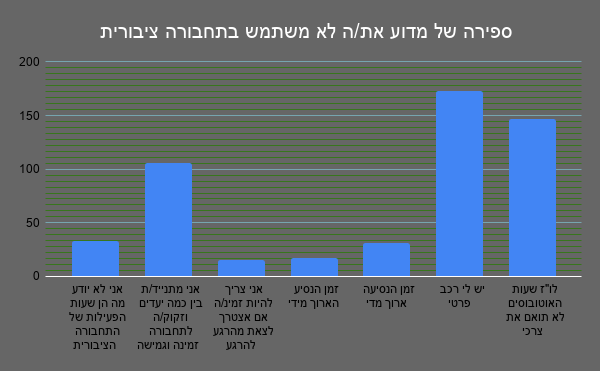 ספירה של מדוע את/ה לא משתמש בתחבורה ציבורית
200
150
100
50
0
אני לא יודע
מה הן שעות
הפעילות של
התחבורה
הציבורית
אני מתנייד/ת
בין כמה יעדים
וזקוק/ה
לתחבורה
זמינה וגמישה
אני צריך
להיות זמינ/ה
אם אצטרך
לצאת מהרגע
להרגע
זמן הנסיע
הארוך מידי
זמן הנסיעה
ארוך מדי
יש לי רכב
פרטי
לו"ז שעות
האוטובוסים
לא תואם את
צרכי